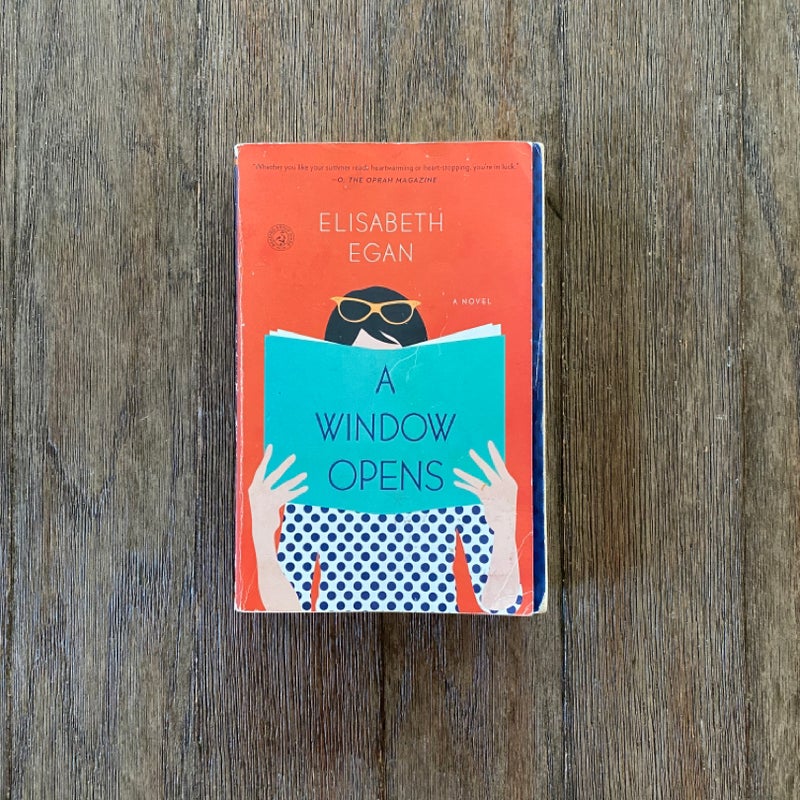 "Whether you like your summer reads heartwarming or heart-stopping, you're in luck."
—O, THE OPRAH MAGAZINE
ELISABETH
EGAN
A NOVEL
A
WINDOW
OPENS